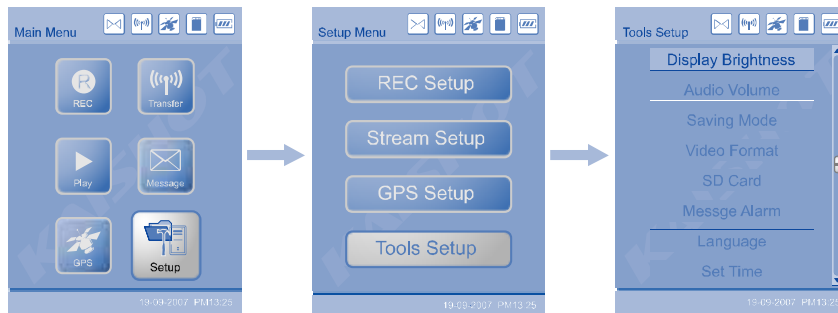 Main Menu
REC
Transfer
Play
Message
GPS
Setup
19-09-2007 PM13:25
Setup Menu
REC Setup
Stream Setup
GPS Setup
Tools Setup
19-09-2007 PM13:25
Tools Setup
Display Brightness
Audio Volume
Saving Mode
Video Format
SD Card
Messge Alarm
Language
Set Time
19-09-2007 PM13:25